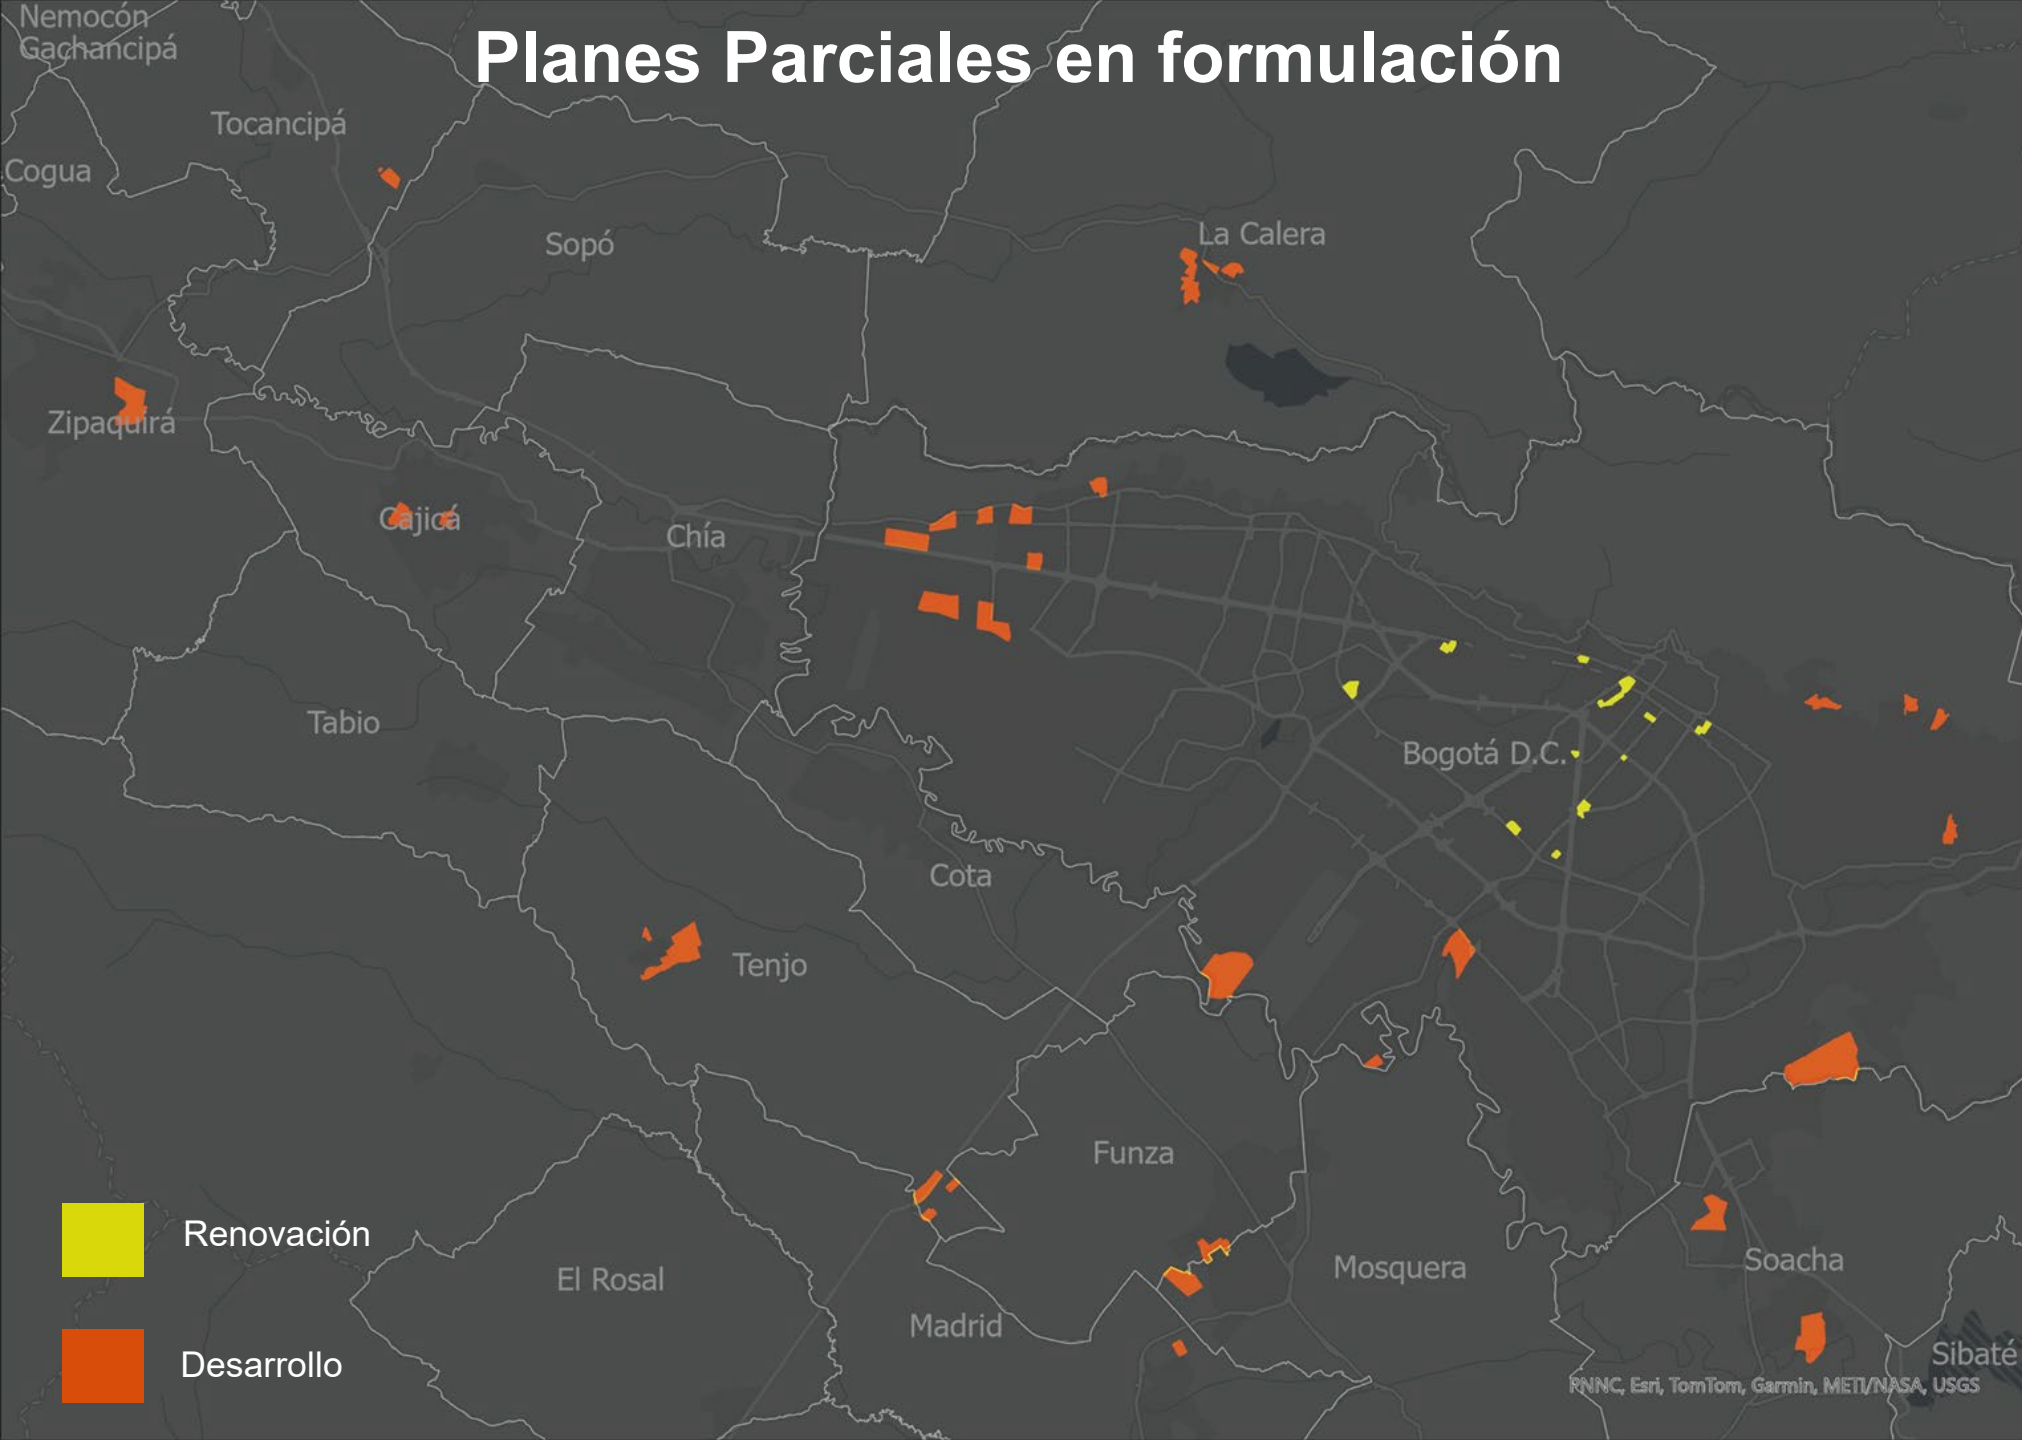 Planes Parciales en formulación
Nemocón
Gachancipá
Tocancipá
Cogua
Sopó
La Calera
Zipaquirá
Cajicá
Chía
Tabio
Bogotá D.C.
Cota
Tenjo
Funza
El Rosal
Madrid
Mosquera
Soacha
Sibaté
Renovación
Desarrollo
RNNC, Esri, TomTom, Garmin, METI/NASA, USGS